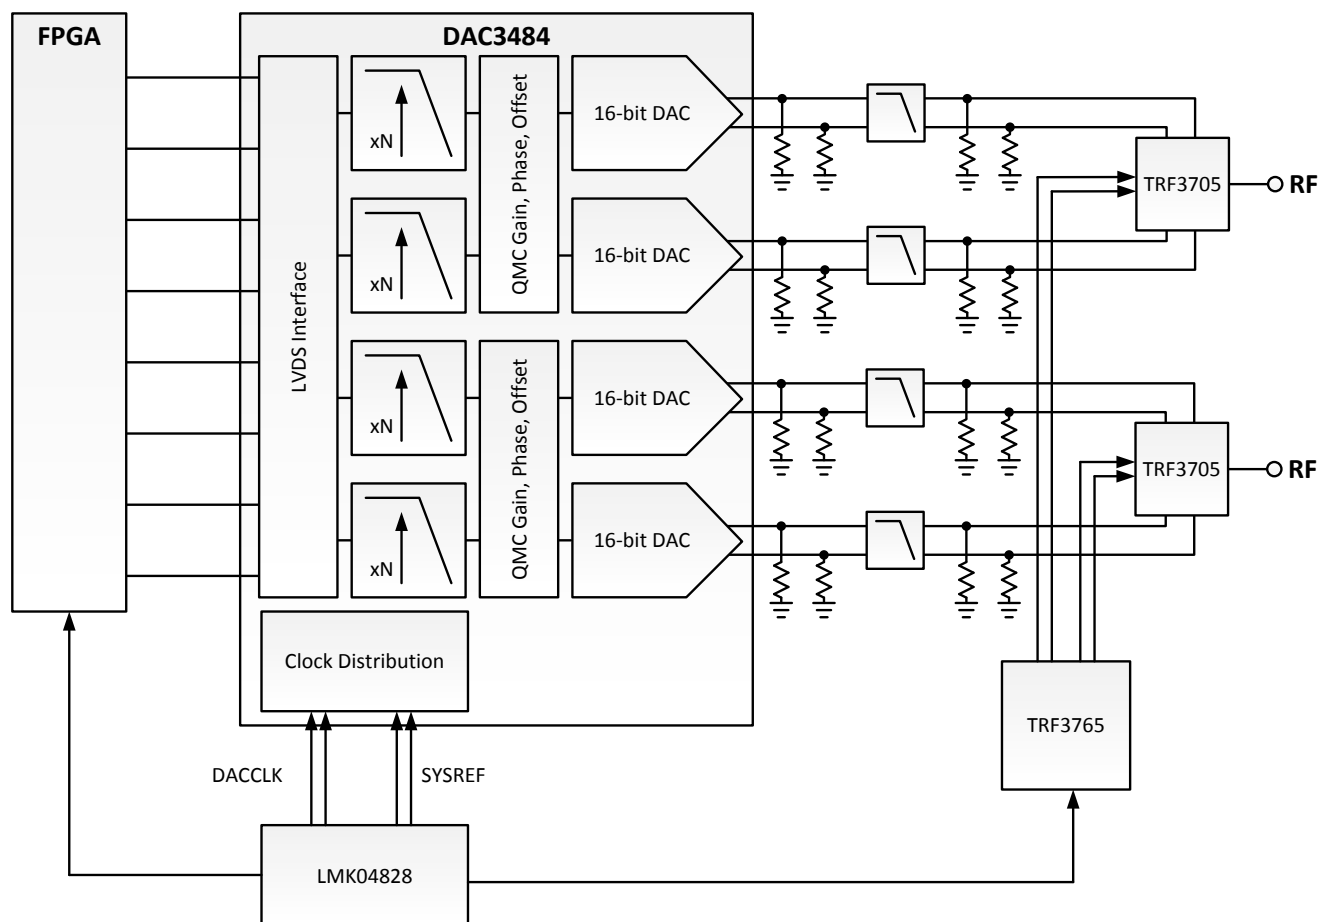 FPGA
DAC3484
LVDS Interface
xN
QMC Gain, Phase, Offset
16-bit DAC
xN
16-bit DAC
TRF3705
RF
xN
QMC Gain, Phase, Offset
16-bit DAC
xN
16-bit DAC
TRF3705
RF
Clock Distribution
TRF3765
DACCLK
SYSREF
LMK04828